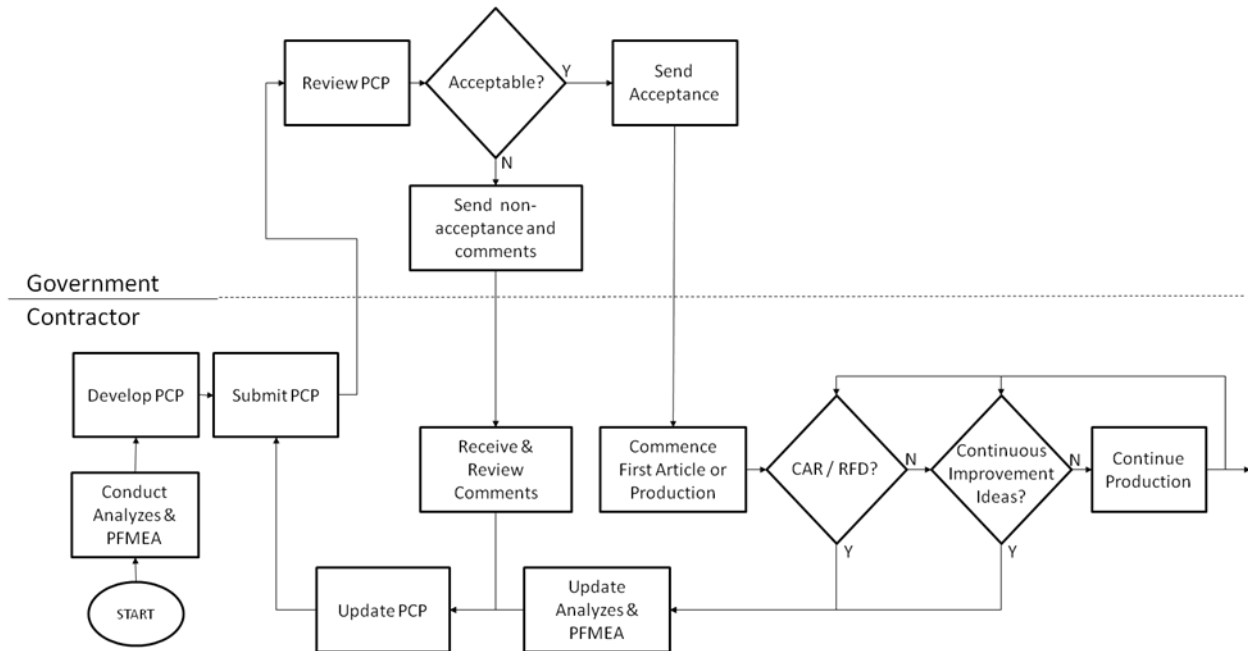 Review PCP
Acceptable?
Y
Send
Acceptance
N
Send non-
acceptance and
comments
Government
Contractor
Develop PCP
Submit PCP
Conduct
Analyzes &
PFMEA
START
Receive &
Review
Comments
Commence
First Article or
Production
CAR / RFD?
N
Continuous
Improvement
Ideas?
N
Continue
Production
Y
Y
Update PCP
Update
Analyzes &
PFMEA